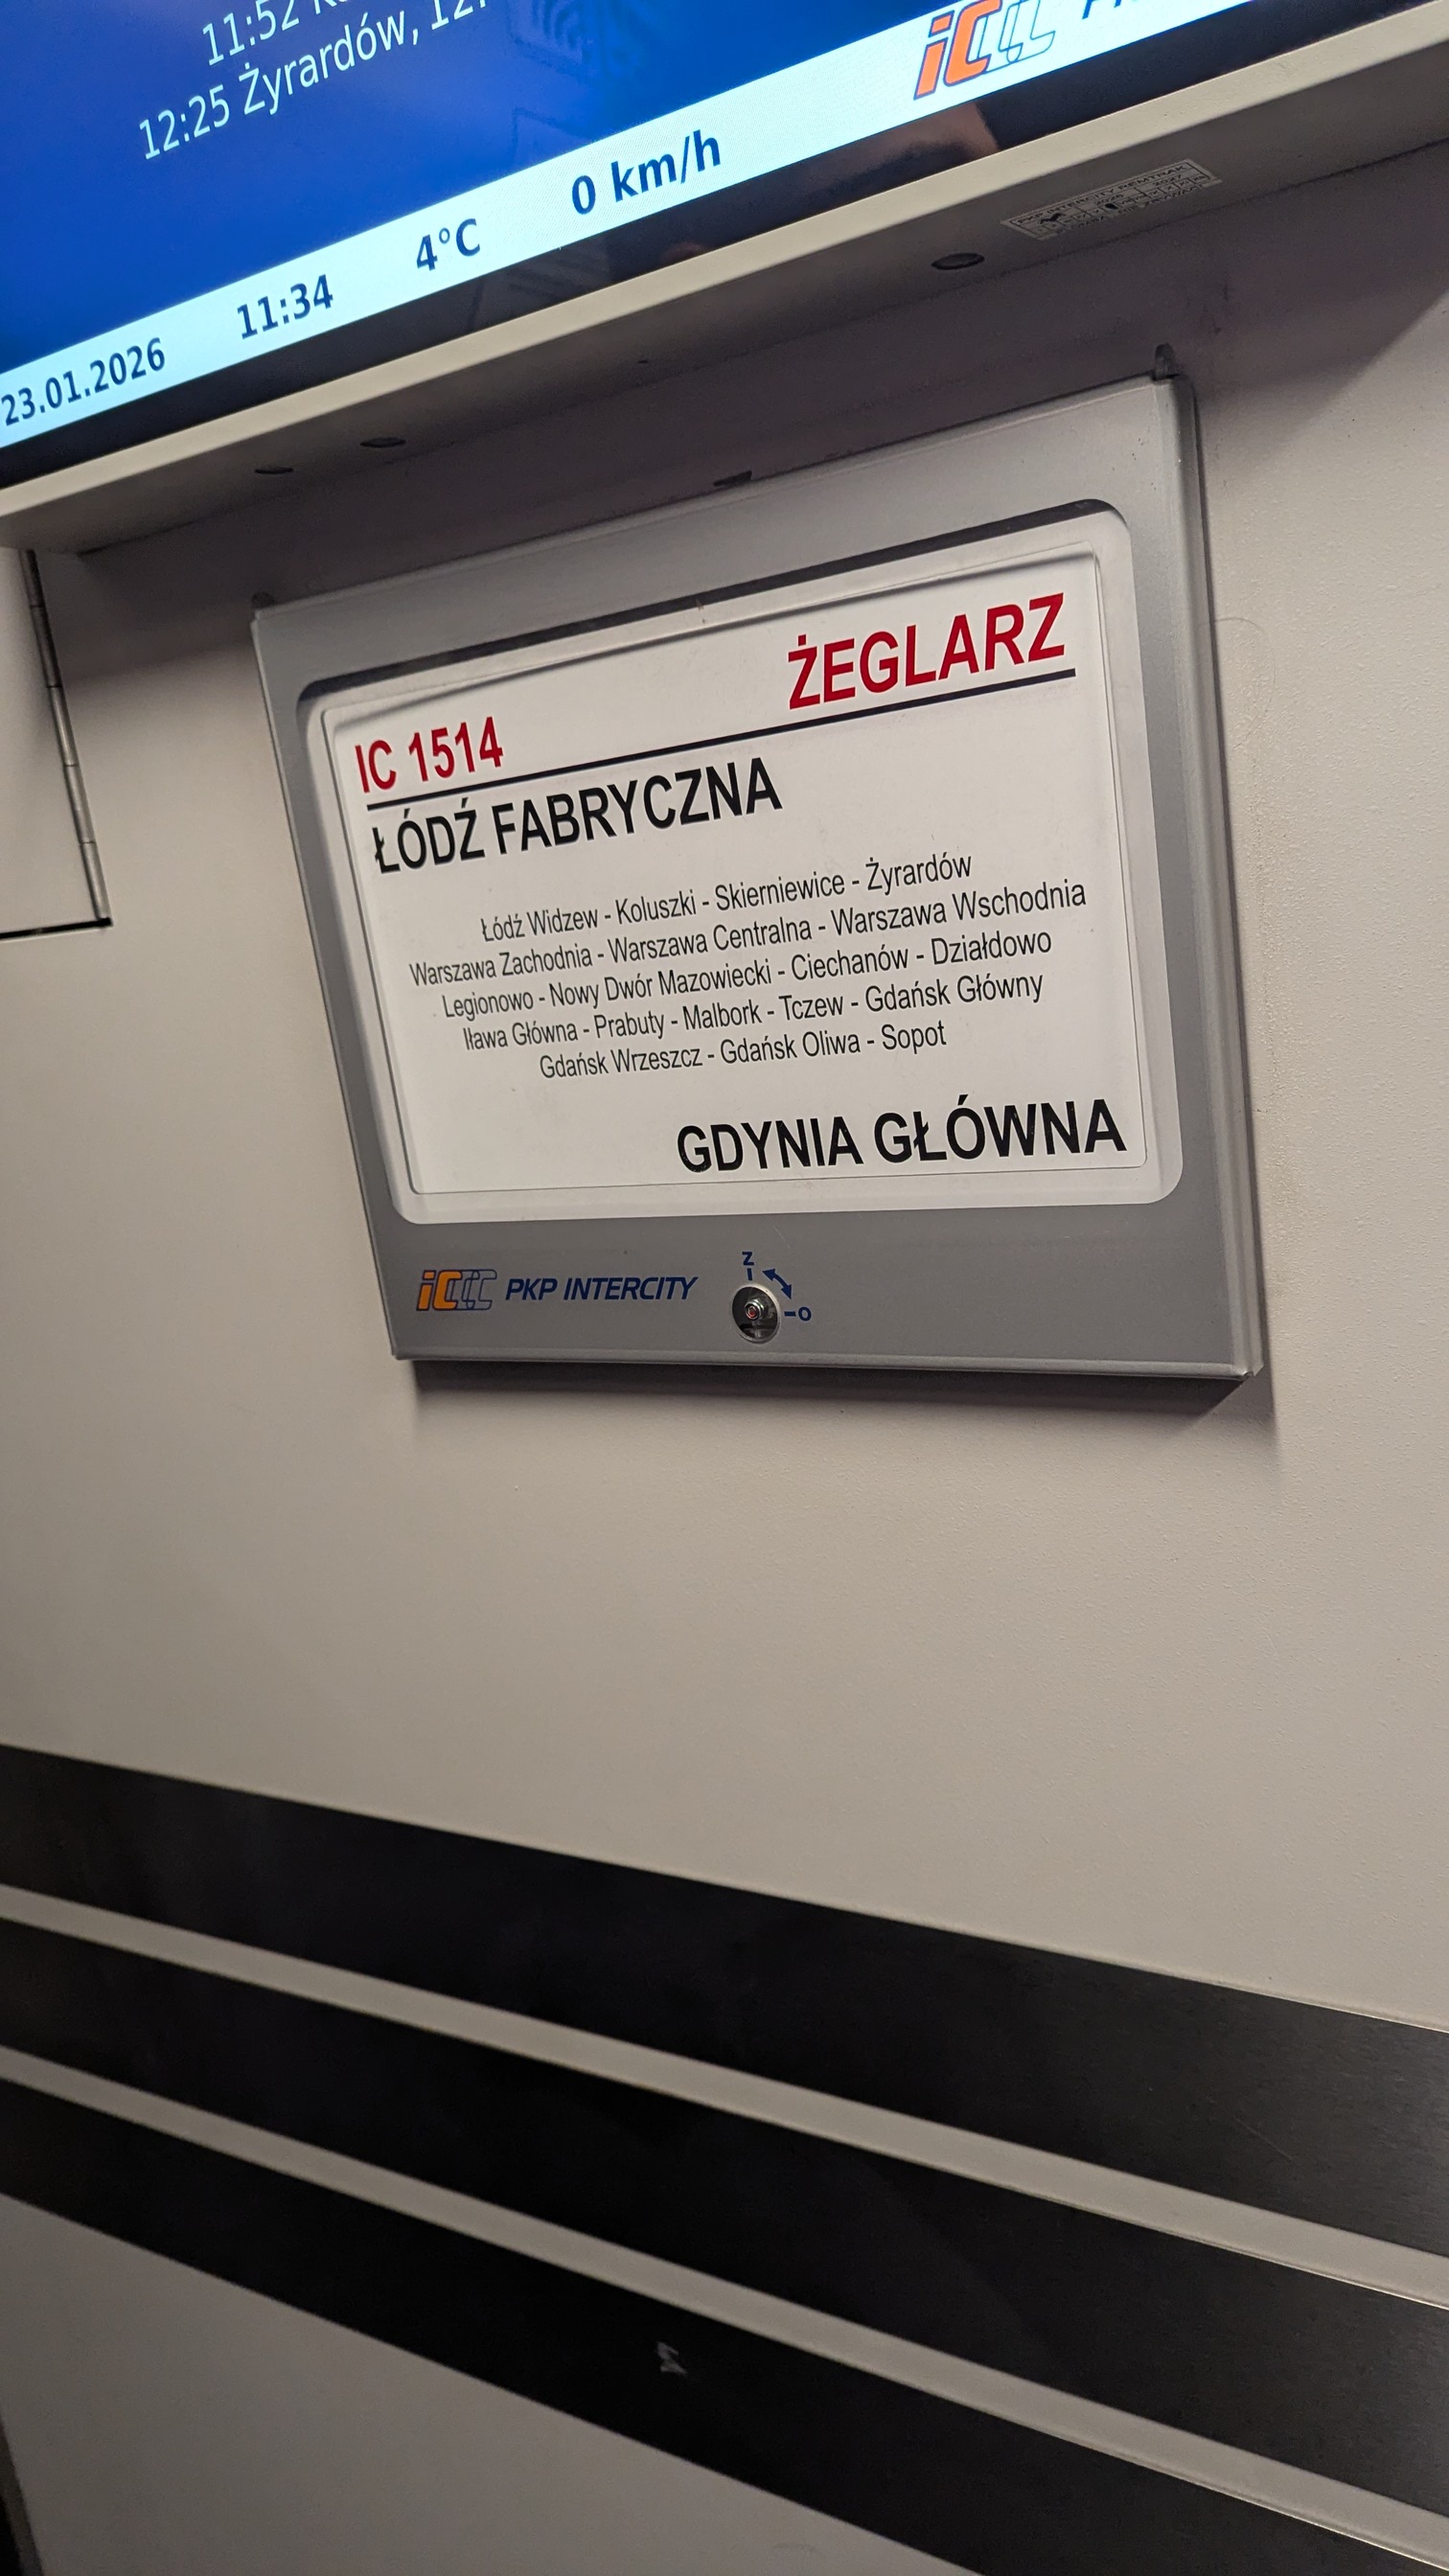 11:52
12:25 Żyrardów,
23.01.2026 11:34 4°C 0 km/h
IC 1514 ŻEGLARZ
ŁÓDŹ FABRYCZNA
Łódź Widzew - Koluszki - Skierniewice - Żyrardów
Warszawa Zachodnia - Warszawa Centralna - Warszawa Wschodnia
Legionowo - Nowy Dwór Mazowiecki - Ciechanów - Działdowo
Iława Główna - Prabuty - Malbork - Tczew - Gdańsk Główny
Gdańsk Wrzeszcz - Gdańsk Oliwa - Sopot
GDYNIA GŁÓWNA
PKP INTERCITY
Z
O